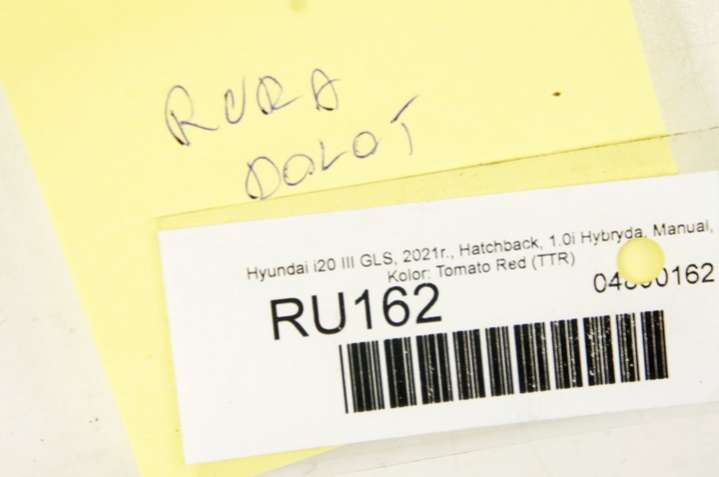 RURA
DOLOT
Hyundai i20 III GLS, 2021r., Hatchback, 1.0i Hybryda, Manual,
Kolor: Tomato Red (TTR)
RU162